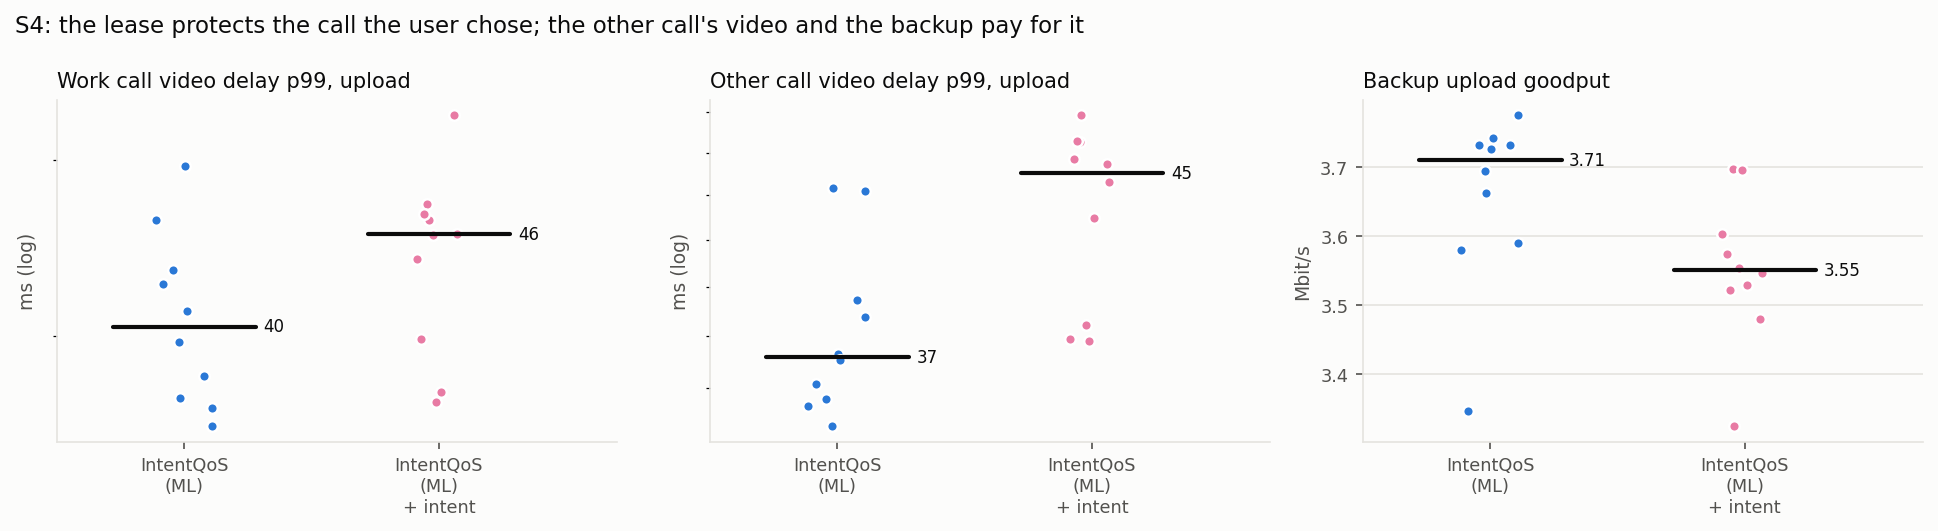 S4: the lease protects the call the user chose; the other call's video and the backup pay for it
Work call video delay p99, upload
ms (log)
40
46
IntentQoS
(ML)
IntentQoS
(ML)
+ intent
Other call video delay p99, upload
ms (log)
37
45
IntentQoS
(ML)
IntentQoS
(ML)
+ intent
Backup upload goodput
Mbit/s
3.7
3.6
3.5
3.4
3.71
3.55
IntentQoS
(ML)
IntentQoS
(ML)
+ intent